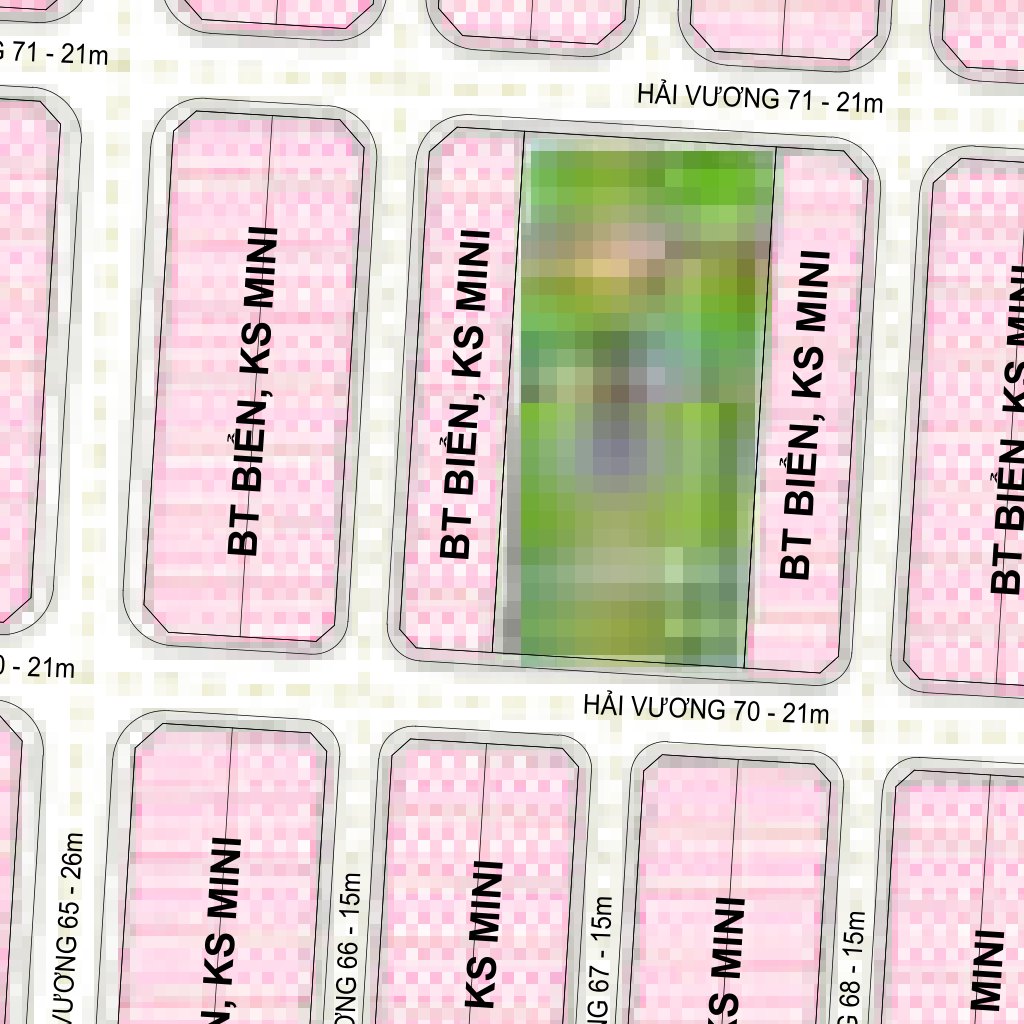 71 - 21m
HẢI VƯƠNG 71 - 21m
BT BIỂN, KS MINI
BT BIỂN, KS MINI
BT BIỂN, KS MINI
BT BIỂN, KS MINI
- 21m
HẢI VƯƠNG 70 - 21m
VƯƠNG 65 - 26m
KS MINI
66 - 15m
KS MINI
67 - 15m
KS MINI
68 - 15m
MINI